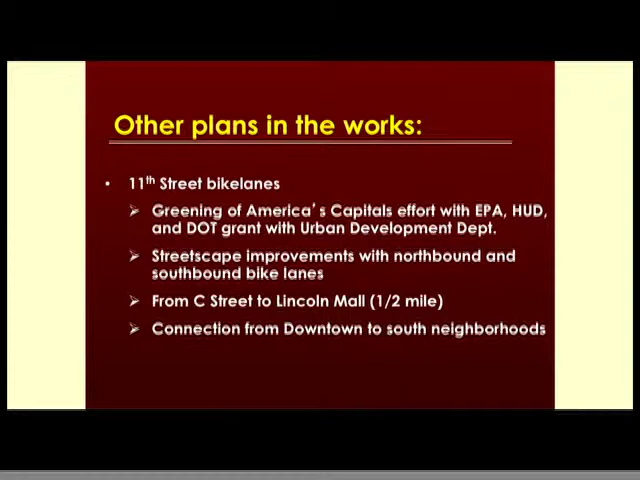 Other plans in the works:
• 11th Street bikelanes
➢ Greening of America's Capitals effort with EPA, HUD,
and DOT grant with Urban Development Dept.
➢ Streetscape improvements with northbound and
southbound bike lanes
➢ From C Street to Lincoln Mall (1/2 mile)
➢ Connection from Downtown to south neighborhoods